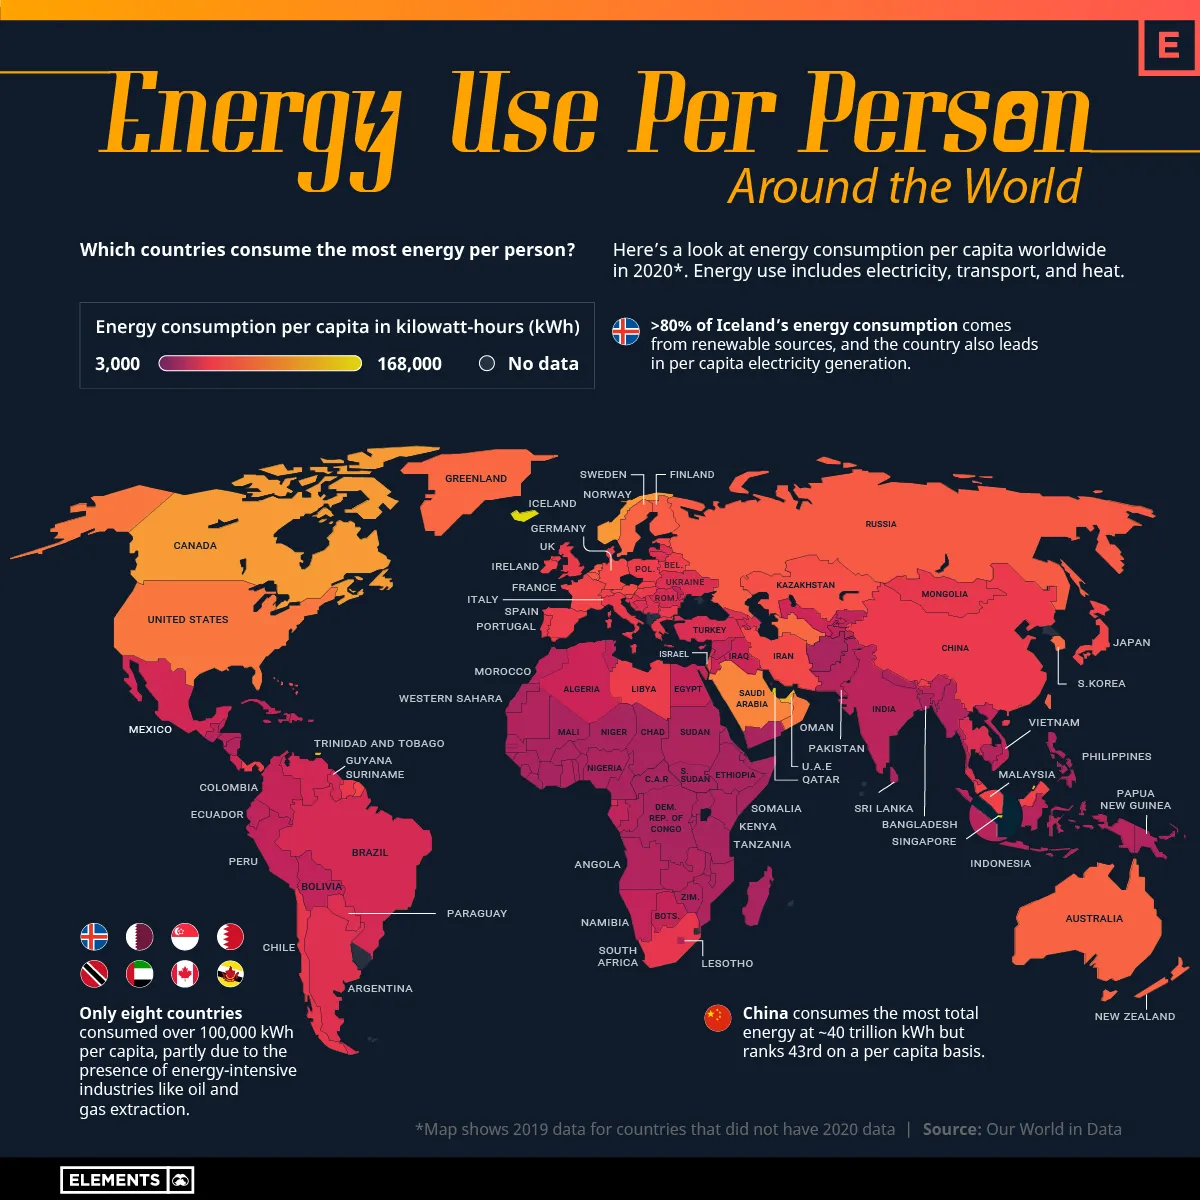 E
Energy Use Per Person
Around the World
Which countries consume the most energy per person?
Here's a look at energy consumption per capita worldwide
in 2020*. Energy use includes electricity, transport, and heat.
Energy consumption per capita in kilowatt-hours (kWh)
3,000
168,000
No data
>80% of Iceland's energy consumption comes
from renewable sources, and the country also leads
in per capita electricity generation.
GREENLAND
SWEDEN
FINLAND
NORWAY
ICELAND
RUSSIA
GERMANY
CANADA
UK
IRELAND
POL.
BEL.
UKRAINE
KAZAKHSTAN
FRANCE
MONGOLIA
ITALY
ROM.
SPAIN
UNITED STATES
PORTUGAL
TURKEY
JAPAN
CHINA
ISRAEL
IRAQ
IRAN
MOROCCO
S.KOREA
ALGERIA
LIBYA
EGYPT
SAUDI
ARABIA
WESTERN SAHARA
INDIA
MEXICO
MALI
NIGER
CHAD
SUDAN
OMAN
VIETNAM
TRINIDAD AND TOBAGO
PAKISTAN
PHILIPPINES
GUYANA
NIGERIA
U.A.E
SURINAME
C.A.R
S.
SUDAN
ETHIOPIA
QATAR
MALAYSIA
COLOMBIA
PAPUA
NEW GUINEA
ECUADOR
DEM.
REP. OF
CONGO
SOMALIA
SRI LANKA
KENYA
BANGLADESH
TANZANIA
SINGAPORE
BRAZIL
PERU
ANGOLA
INDONESIA
BOLIVIA
ZIM.
PARAGUAY
BOTS.
NAMIBIA
AUSTRALIA
CHILE
SOUTH
AFRICA
LESOTHO
ARGENTINA
NEW ZEALAND
Only eight countries
consumed over 100,000 kWh
per capita, partly due to the
presence of energy-intensive
industries like oil and
gas extraction.
China consumes the most total
energy at ~40 trillion kWh but
ranks 43rd on a per capita basis.
*Map shows 2019 data for countries that did not have 2020 data | Source: Our World in Data
ELEMENTS